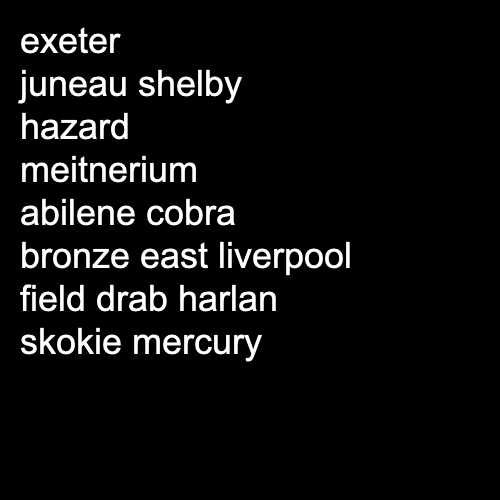 exeter
juneau shelby
hazard
meitnerium
abilene cobra
bronze east liverpool
field drab harlan
skokie mercury